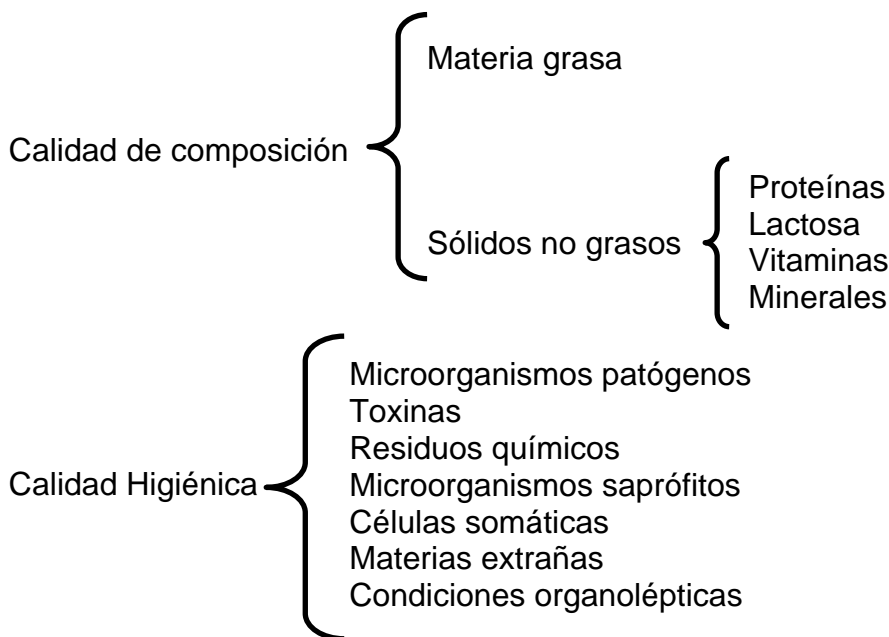 Materia grasa
Calidad de composición
Sólidos no grasos
Proteínas
Lactosa
Vitaminas
Minerales
Microorganismos patógenos
Toxinas
Residuos químicos
Calidad Higiénica
Microorganismos saprófitos
Células somáticas
Materias extrañas
Condiciones organolépticas